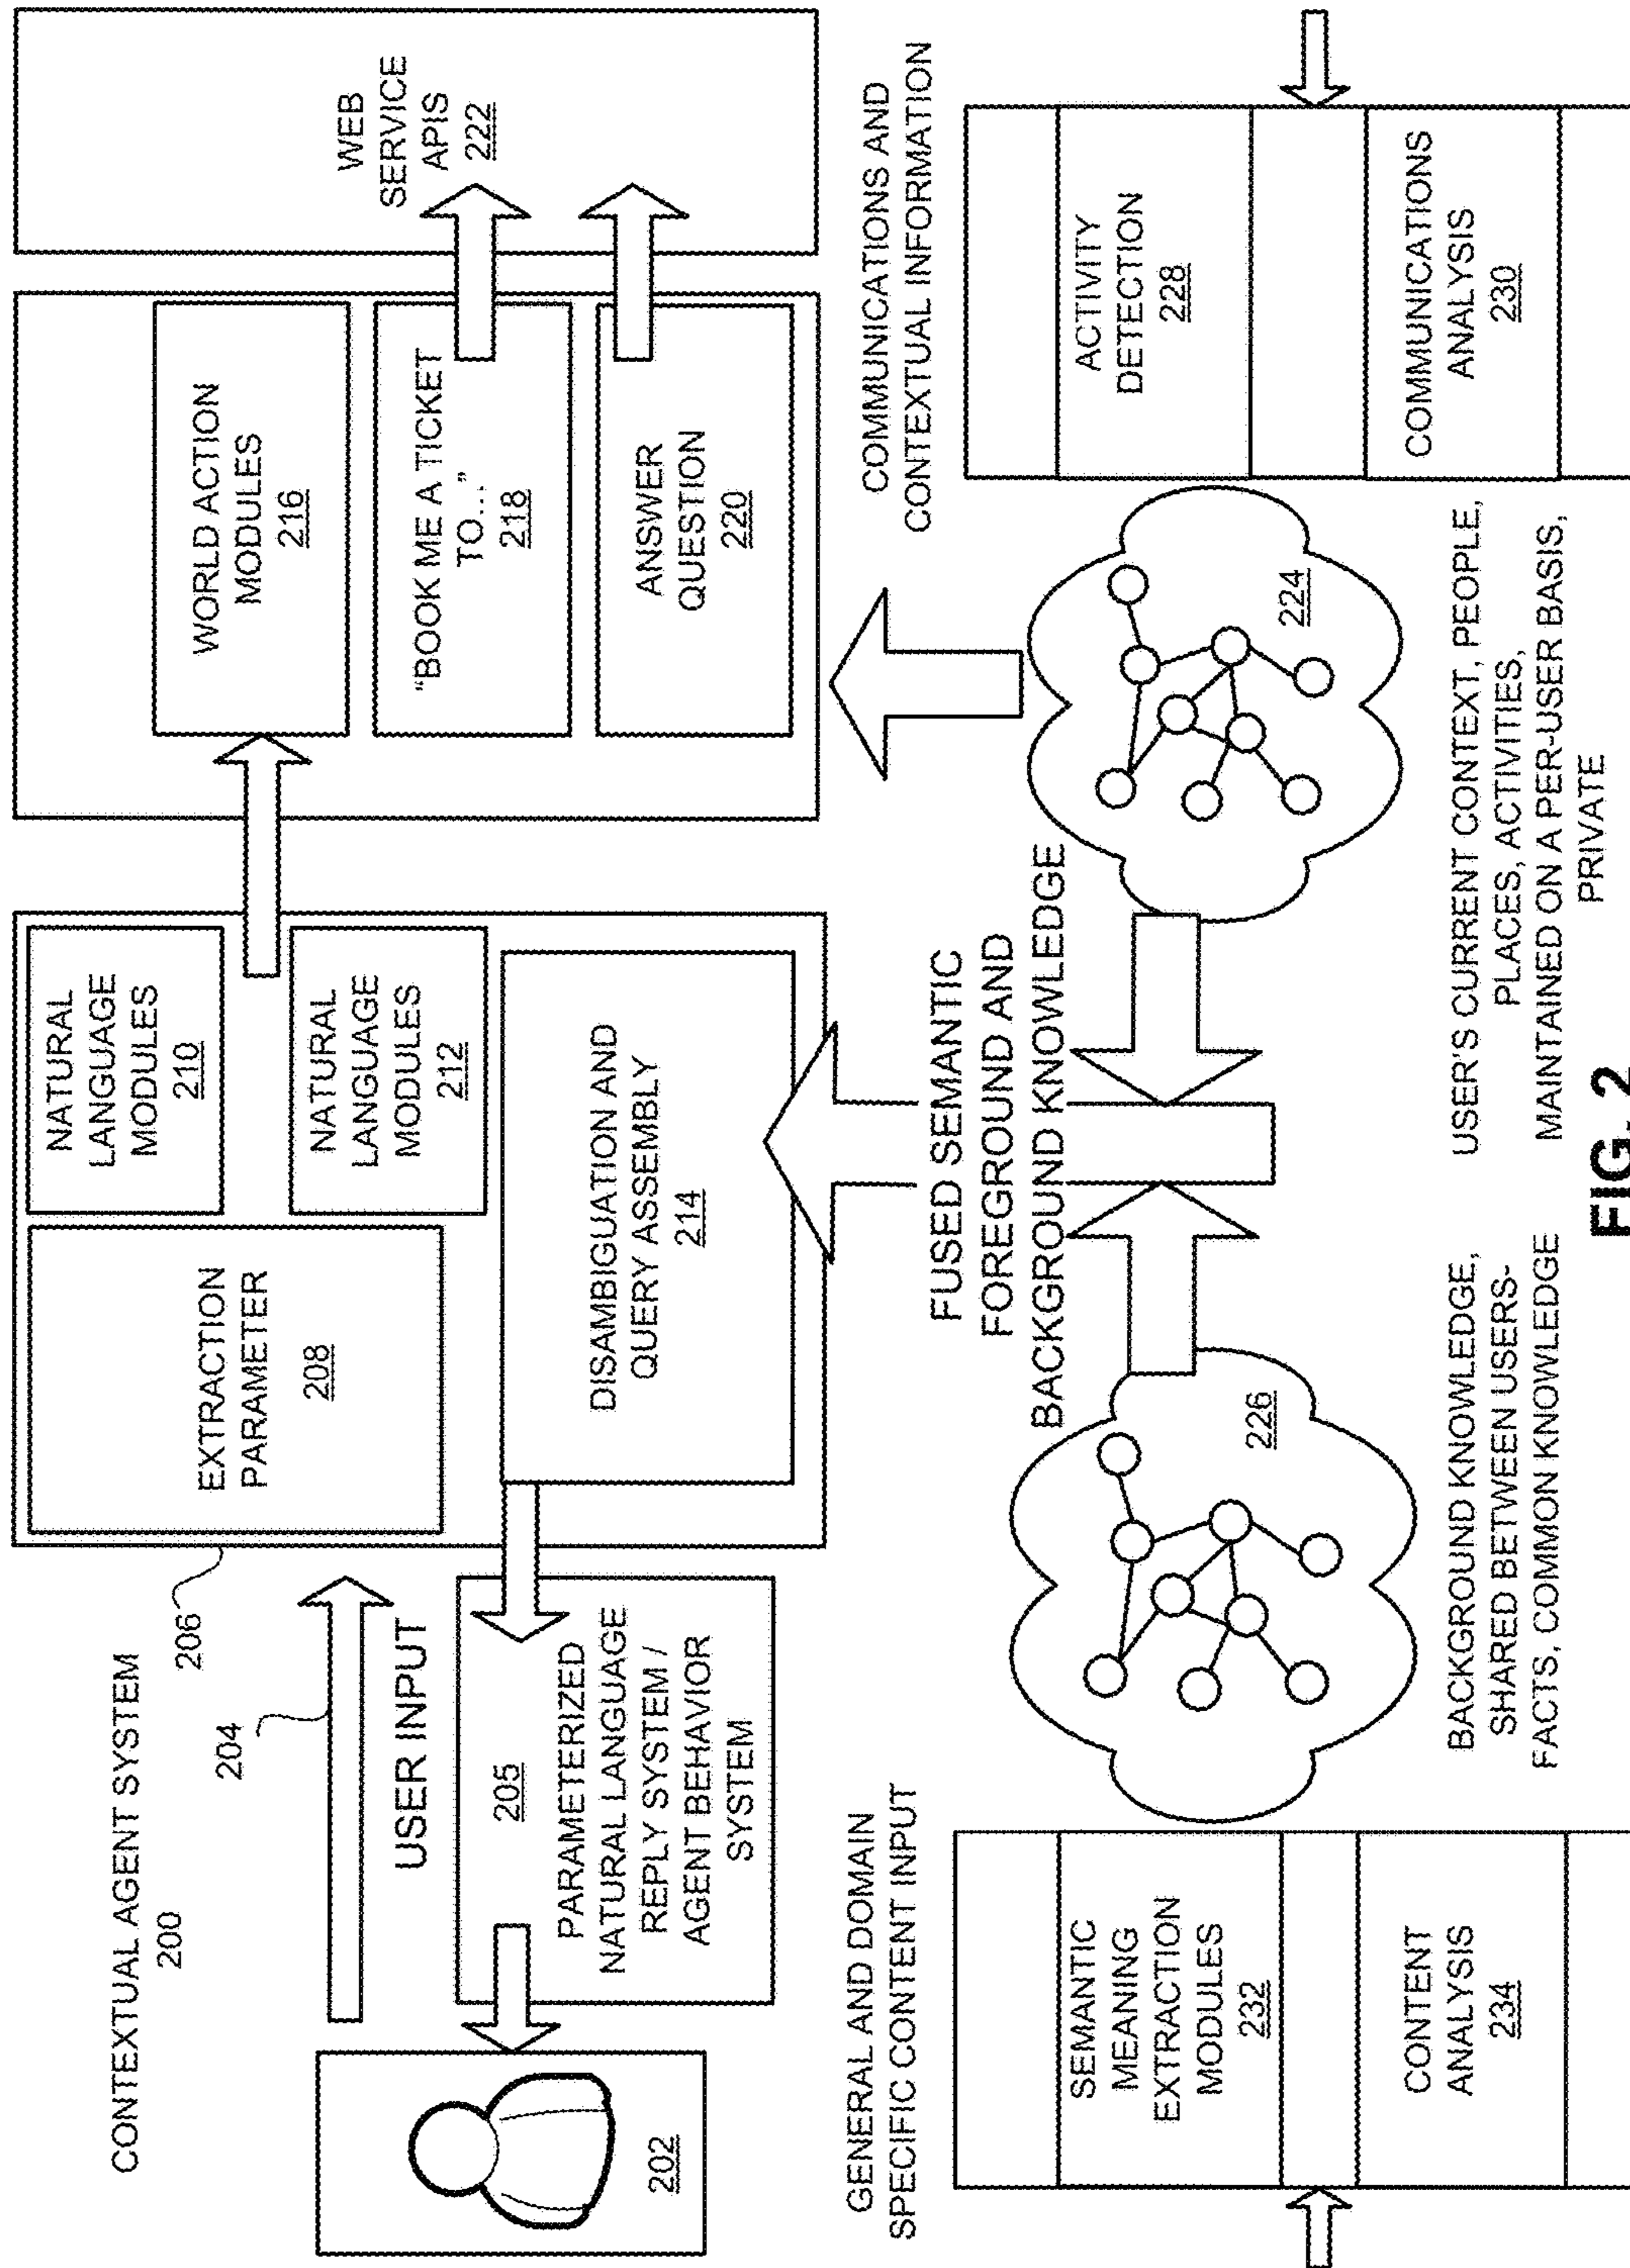 CONTEXTUAL AGENT SYSTEM
200
204
206
USER INPUT
202
205
PARAMETERIZED
NATURAL LANGUAGE
REPLY SYSTEM /
AGENT BEHAVIOR
SYSTEM
EXTRACTION
PARAMETER
208
NATURAL
LANGUAGE
MODULES
210
NATURAL
LANGUAGE
MODULES
212
DISAMBIGUATION AND
QUERY ASSEMBLY
214
WORLD ACTION
MODULES
216
"BOOK ME A TICKET
TO..."
218
ANSWER
QUESTION
220
WEB
SERVICE
APIS
222
GENERAL AND DOMAIN
SPECIFIC CONTENT INPUT
SEMANTIC
MEANING
EXTRACTION
MODULES
232
CONTENT
ANALYSIS
234
226
BACKGROUND KNOWLEDGE,
SHARED BETWEEN USERS-
FACTS, COMMON KNOWLEDGE
FUSED SEMANTIC
FOREGROUND AND
BACKGROUND KNOWLEDGE
224
USER'S CURRENT CONTEXT, PEOPLE,
PLACES, ACTIVITIES,
MAINTAINED ON A PER-USER BASIS,
PRIVATE
COMMUNICATIONS AND
CONTEXTUAL INFORMATION
ACTIVITY
DETECTION
228
COMMUNICATIONS
ANALYSIS
230
FIG. 2